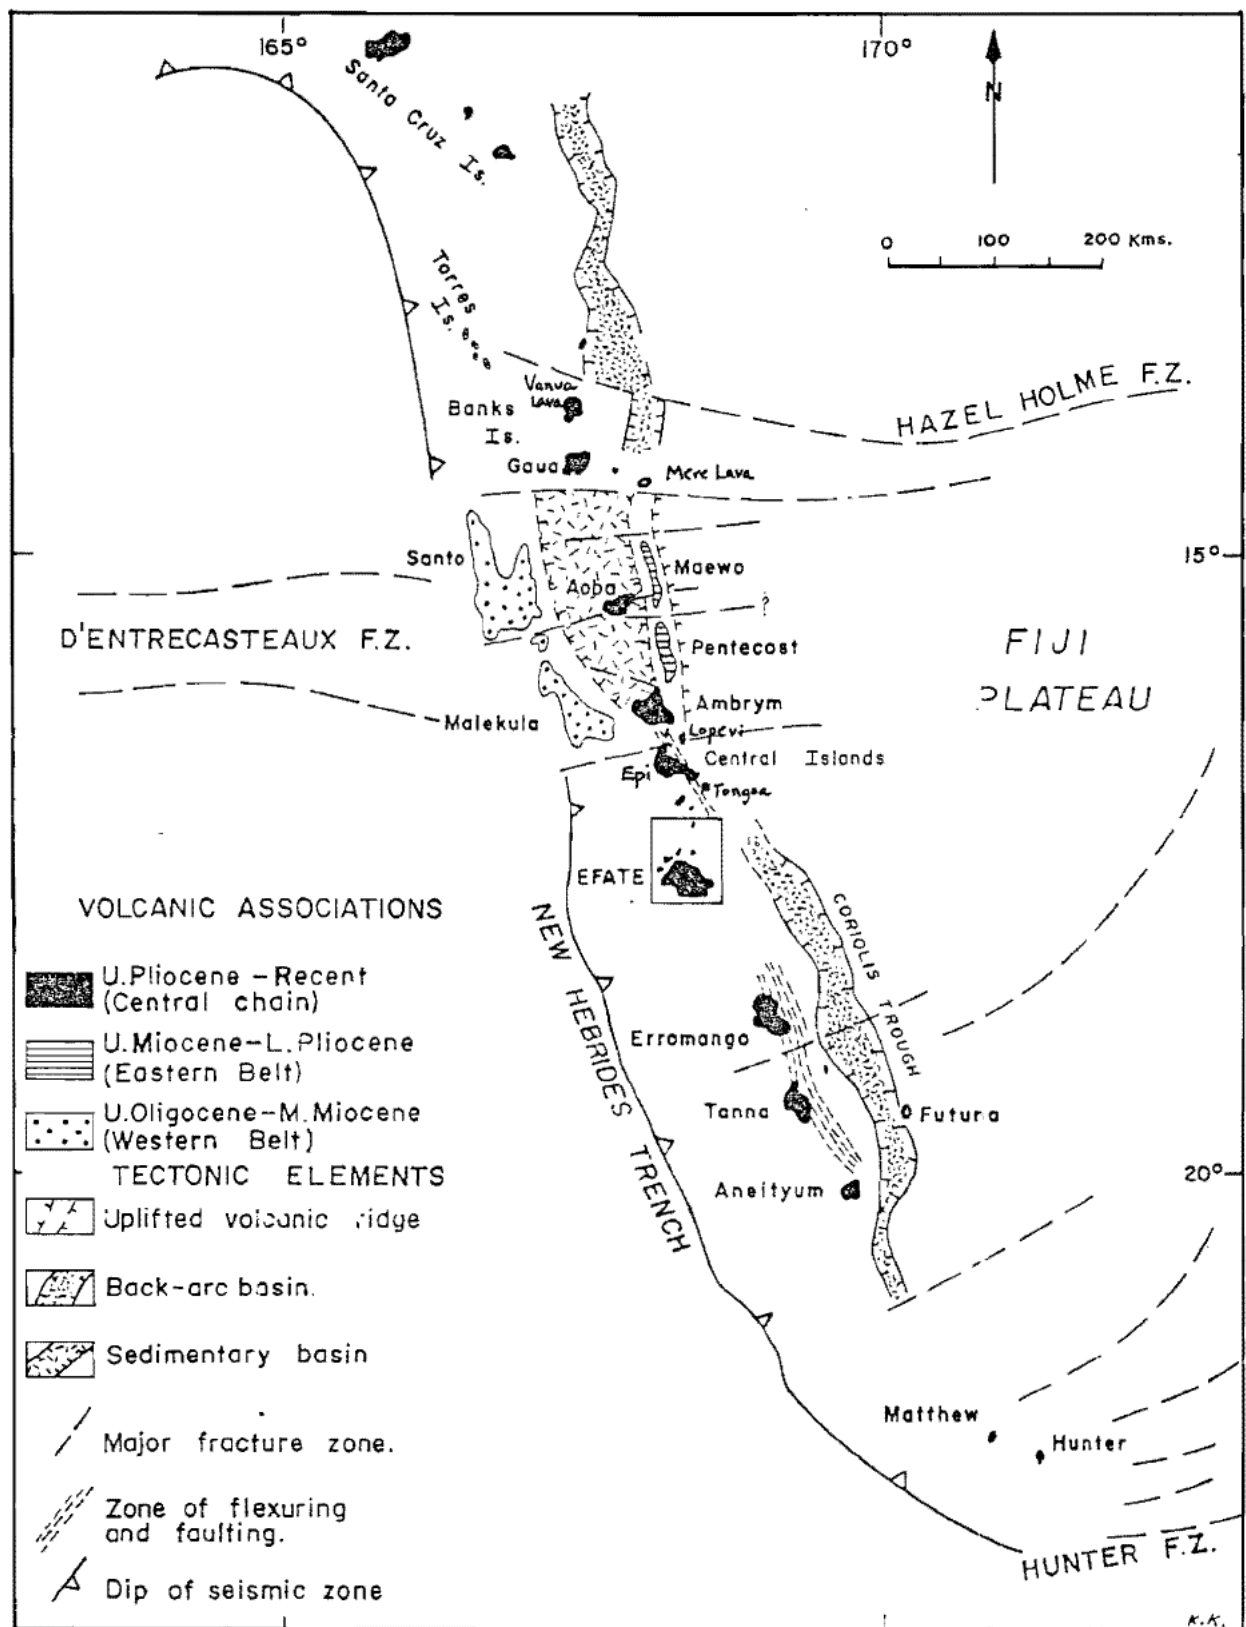 165°
170°
N
Santa Cruz Is.
0 100 200 Kms.
Torres
Is.
Vanua
Lava
Banks
Is.
HAZEL HOLME F.Z.
Gaua
Mere Lava
Santo
Maewo
15°
Aoba
?
D'ENTRECASTEAUX F.Z.
Pentecost
FIJI
PLATEAU
Ambrym
Malekula
Lopevi
Central Islands
Epi
Tongoa
EFATE
CORIOLIS TROUGH
NEW HEBRIDES TRENCH
Erromango
Tanna
Futuna
Aneityum
20°
Matthew
Hunter
HUNTER F.Z.
VOLCANIC ASSOCIATIONS
U.Pliocene - Recent
(Central chain)
U.Miocene-L.Pliocene
(Eastern Belt)
U.Oligocene-M.Miocene
(Western Belt)
TECTONIC ELEMENTS
Uplifted volcanic ridge
Back-arc basin.
Sedimentary basin
Major fracture zone.
Zone of flexuring
and faulting.
Dip of seismic zone
K.K.